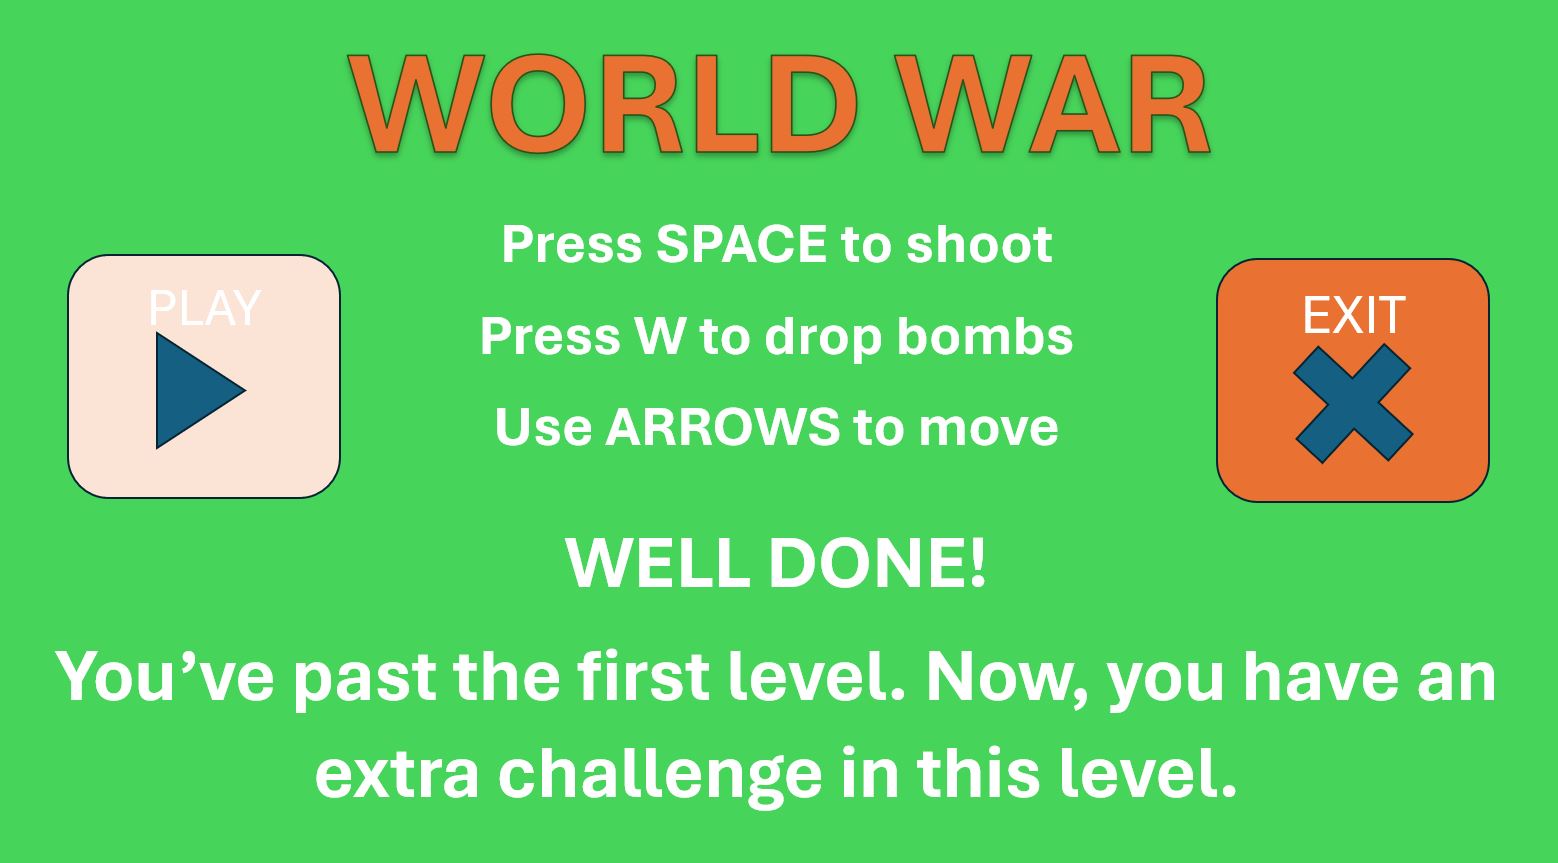 WORLD WAR
Press SPACE to shoot
PLAY
EXIT
Press W to drop bombs
Use ARROWS to move
WELL DONE!
You’ve past the first level. Now, you have an
extra challenge in this level.